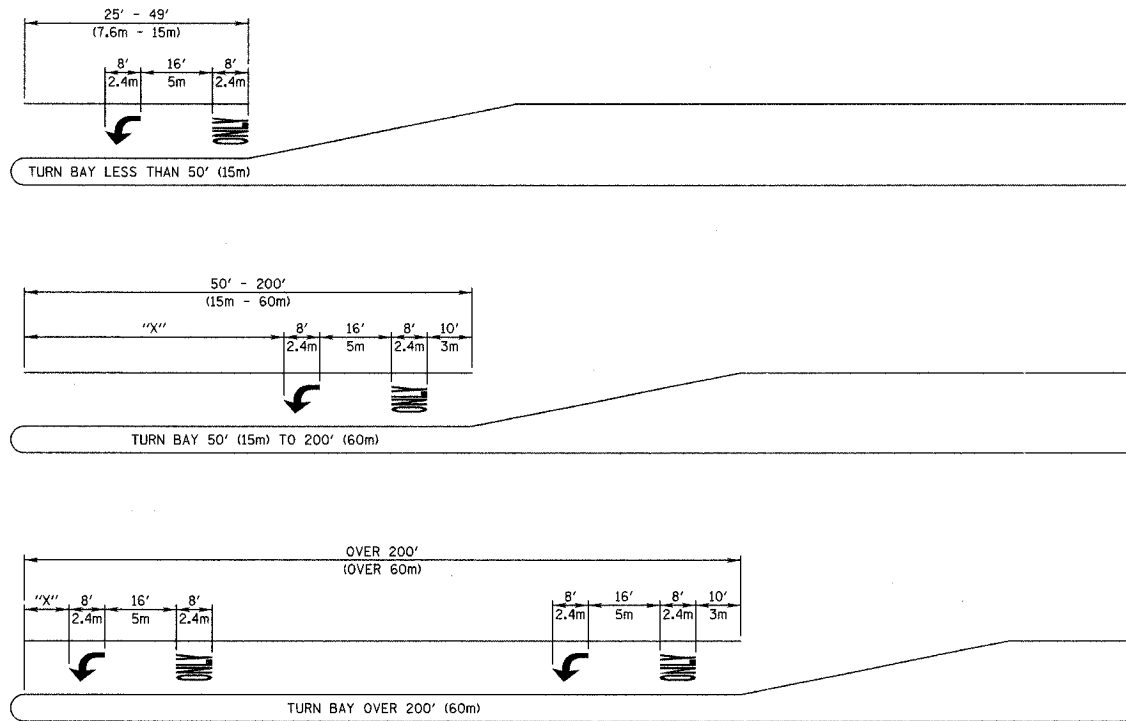 25' - 49'
(7.6m - 15m)
8' 16' 8'
2.4m 5m 2.4m
ONLY
TURN BAY LESS THAN 50' (15m)
50' - 200'
(15m - 60m)
"X" 8' 16' 8' 10'
2.4m 5m 2.4m 3m
ONLY
TURN BAY 50' (15m) TO 200' (60m)
OVER 200'
(OVER 60m)
"X" 8' 16' 8' 8' 16' 8' 10'
2.4m 5m 2.4m 2.4m 5m 2.4m 3m
ONLY ONLY
TURN BAY OVER 200' (60m)